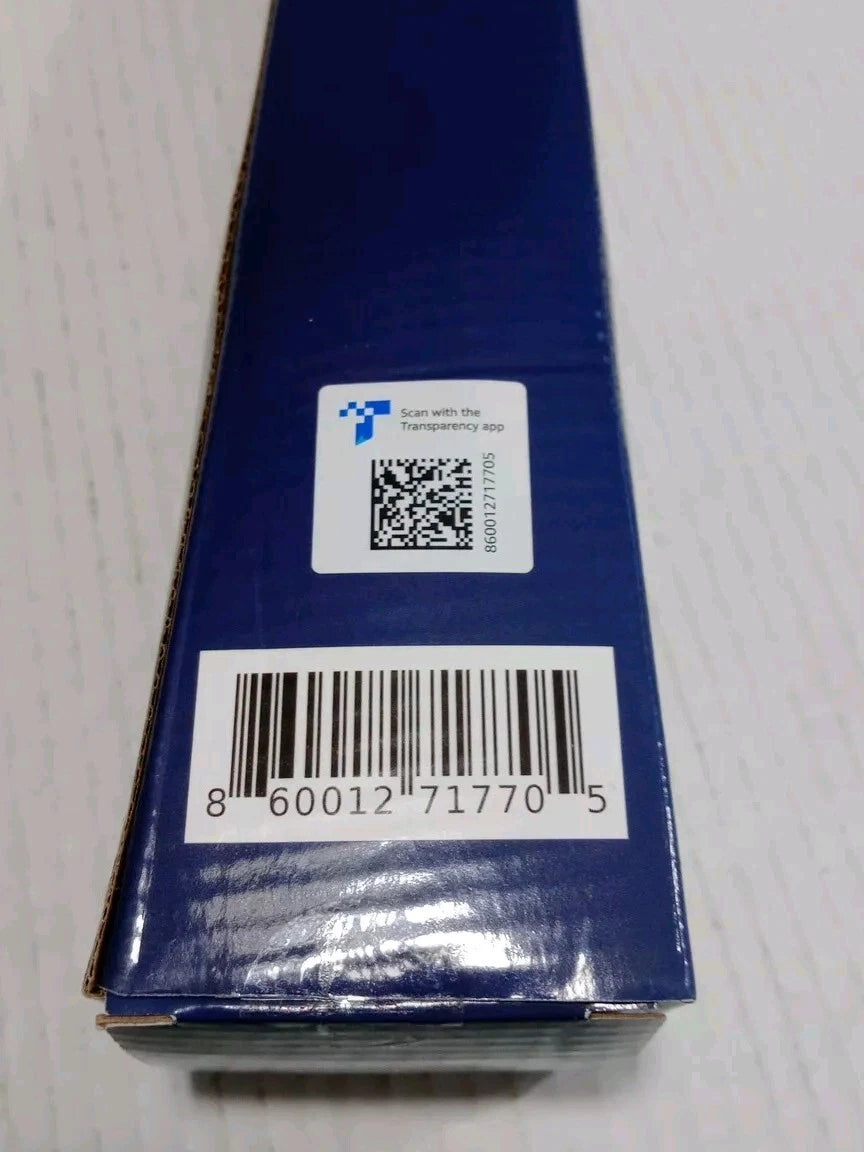 Scan with the
Transparency app
860012717705
8 60012 71770 5